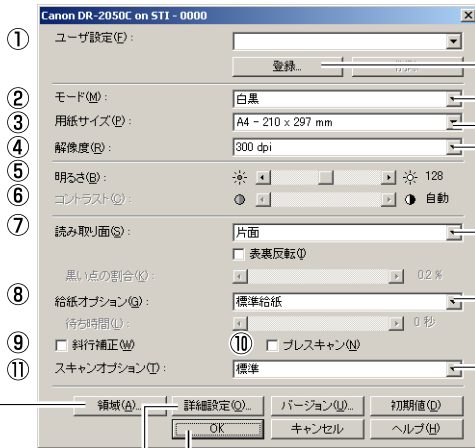 Canon DR-2050C on STI - 0000
① ユーザ設定(F) :
登録... 削除
② モード(M) : 白黒
③ 用紙サイズ(P) : A4 - 210 x 297 mm
④ 解像度(R) : 300 dpi
⑤ 明るさ(B) : 128
⑥ コントラスト(C) : 自動
⑦ 読み取り面(S) : 片面
表裏反転(I)
黒い点の割合(K) : 0.2 %
⑧ 給紙オプション(G) : 標準給紙
待ち時間(L) : 0 秒
⑨ 斜行補正(W) ⑩ プレスキャン(N)
⑪ スキャンオプション(T) : 標準
領域(A)... 詳細設定(O)... バージョン(U)... 初期値(D)
OK キャンセル ヘルプ(H)